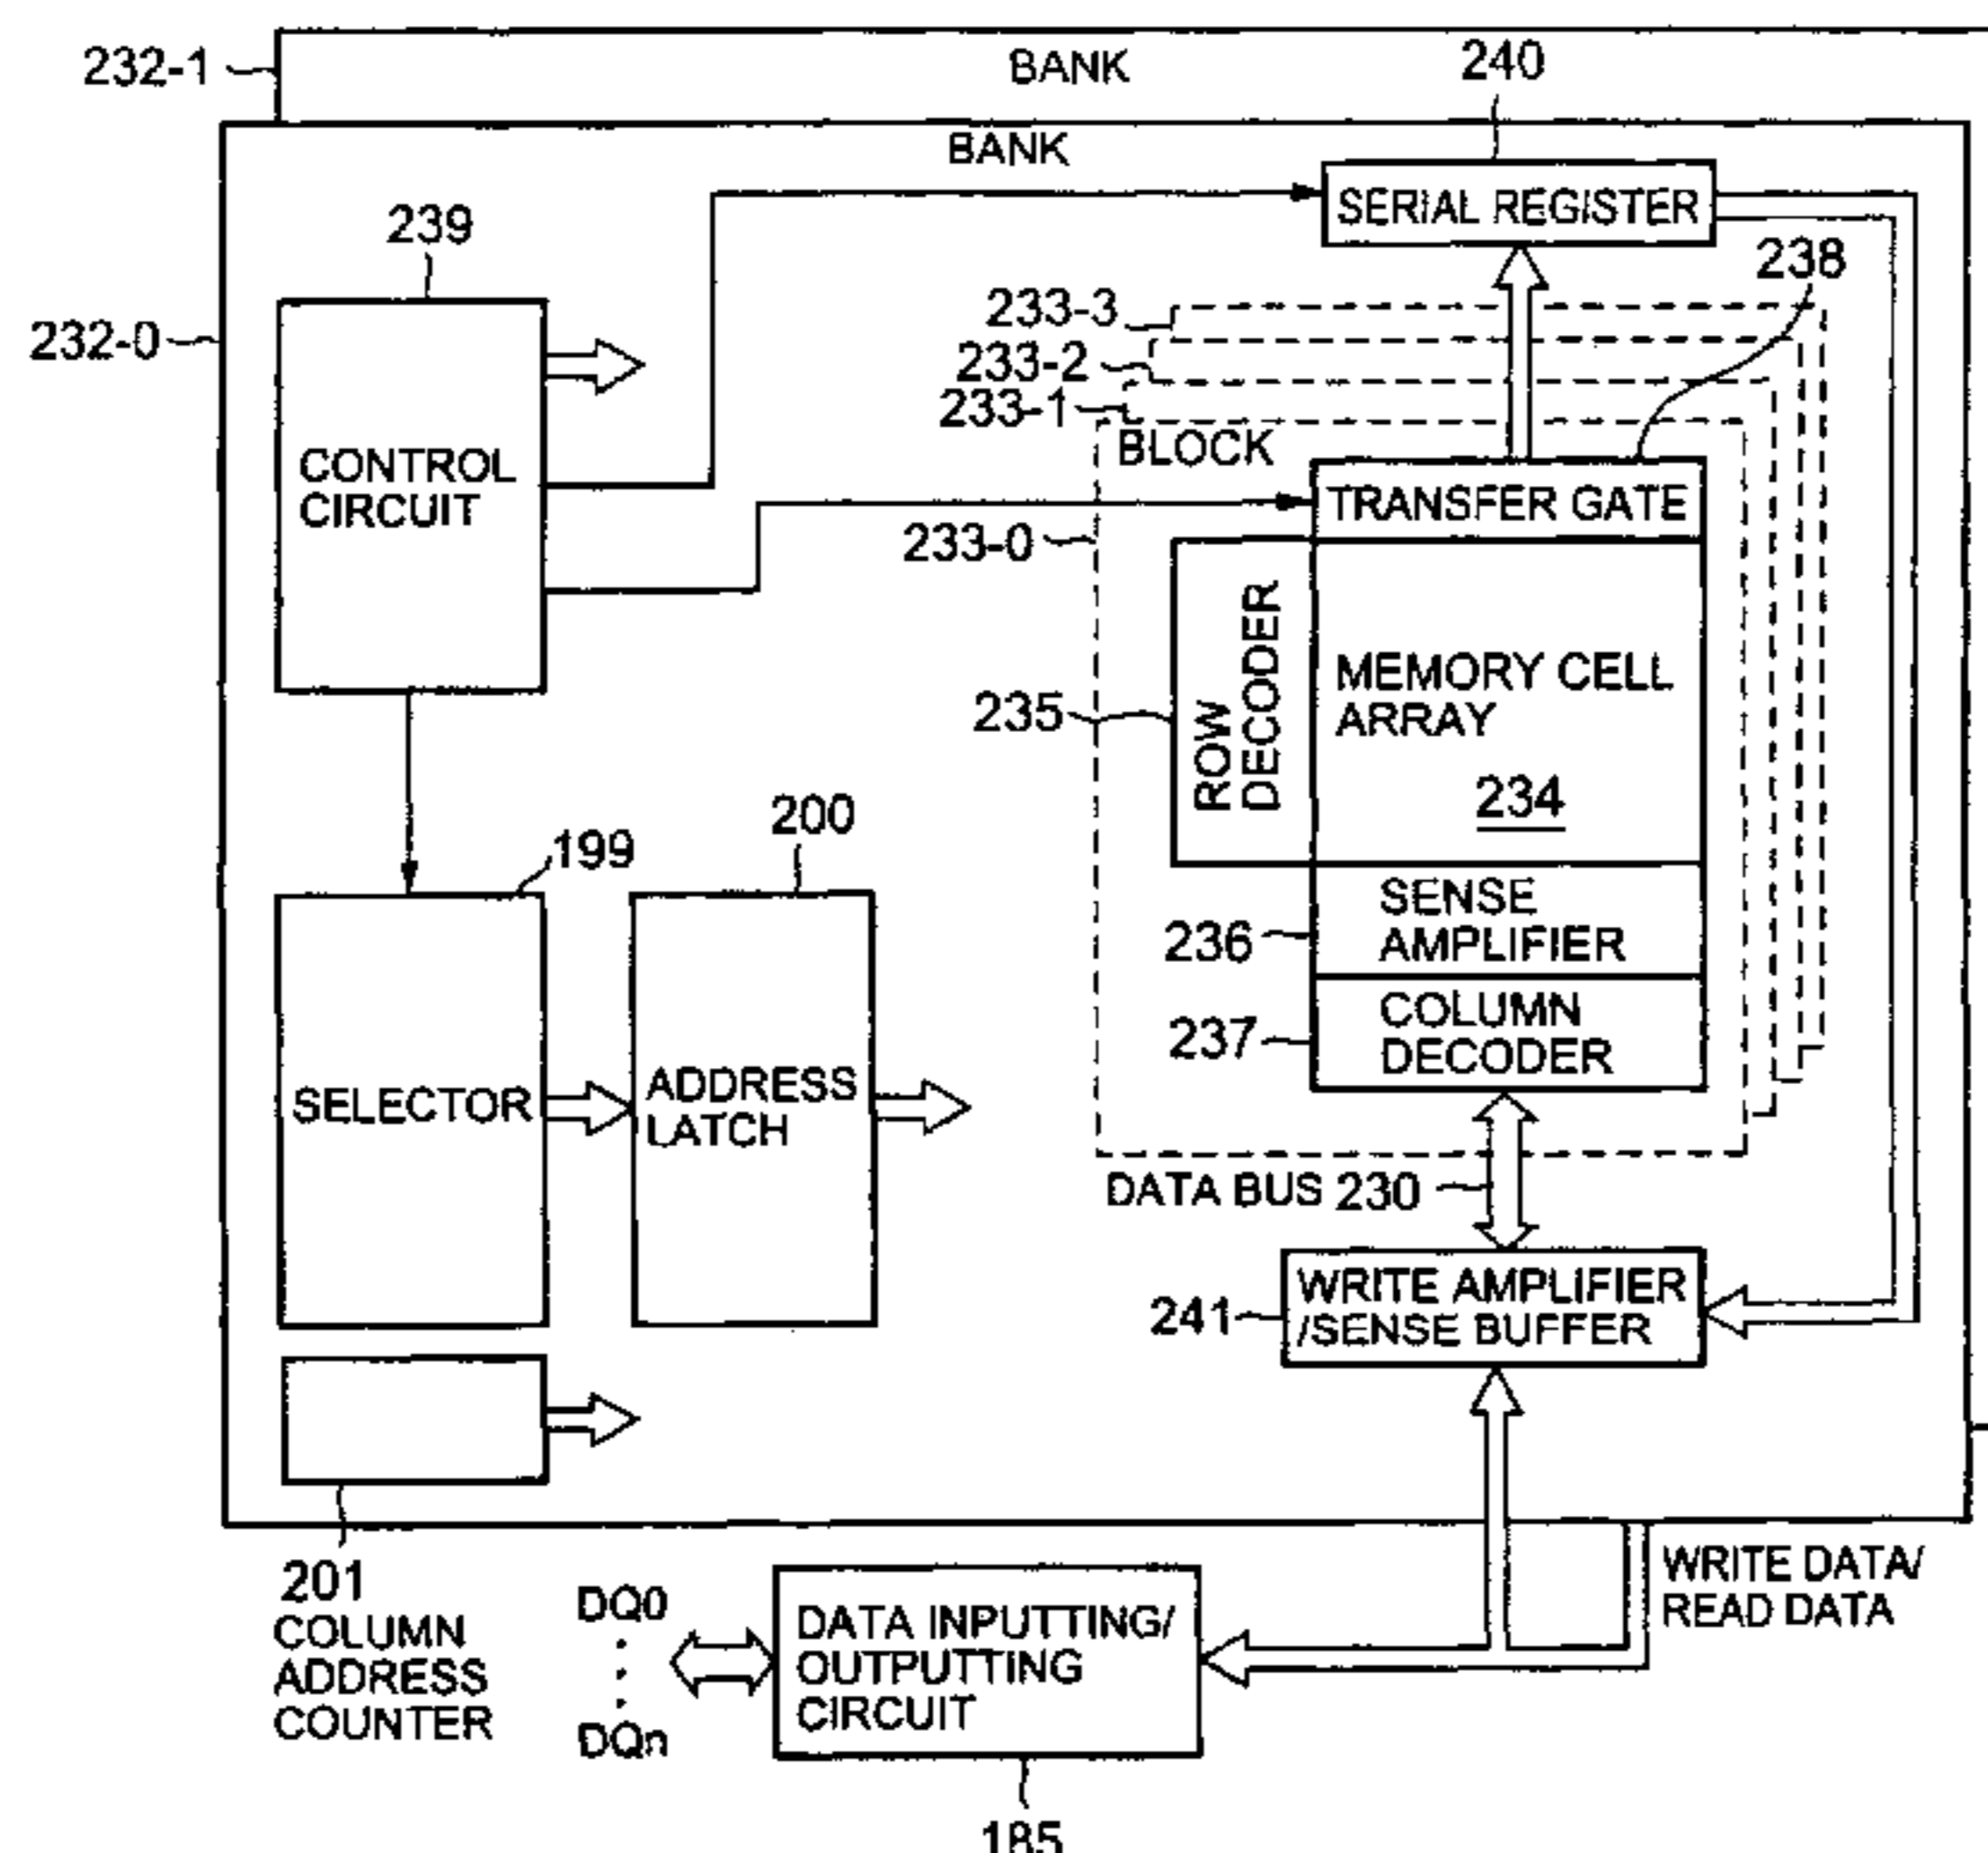 232-1
BANK
240
BANK
SERIAL REGISTER
239
238
233-3
232-0
233-2
233-1
BLOCK
CONTROL
CIRCUIT
TRANSFER GATE
233-0
ROW
DECODER
MEMORY CELL
ARRAY
235
234
200
199
SENSE
AMPLIFIER
236
COLUMN
DECODER
237
SELECTOR
ADDRESS
LATCH
DATA BUS 230
WRITE AMPLIFIER
/SENSE BUFFER
241
201
COLUMN
ADDRESS
COUNTER
DQ0
DQn
DATA INPUTTING/
OUTPUTTING
CIRCUIT
WRITE DATA/
READ DATA
185